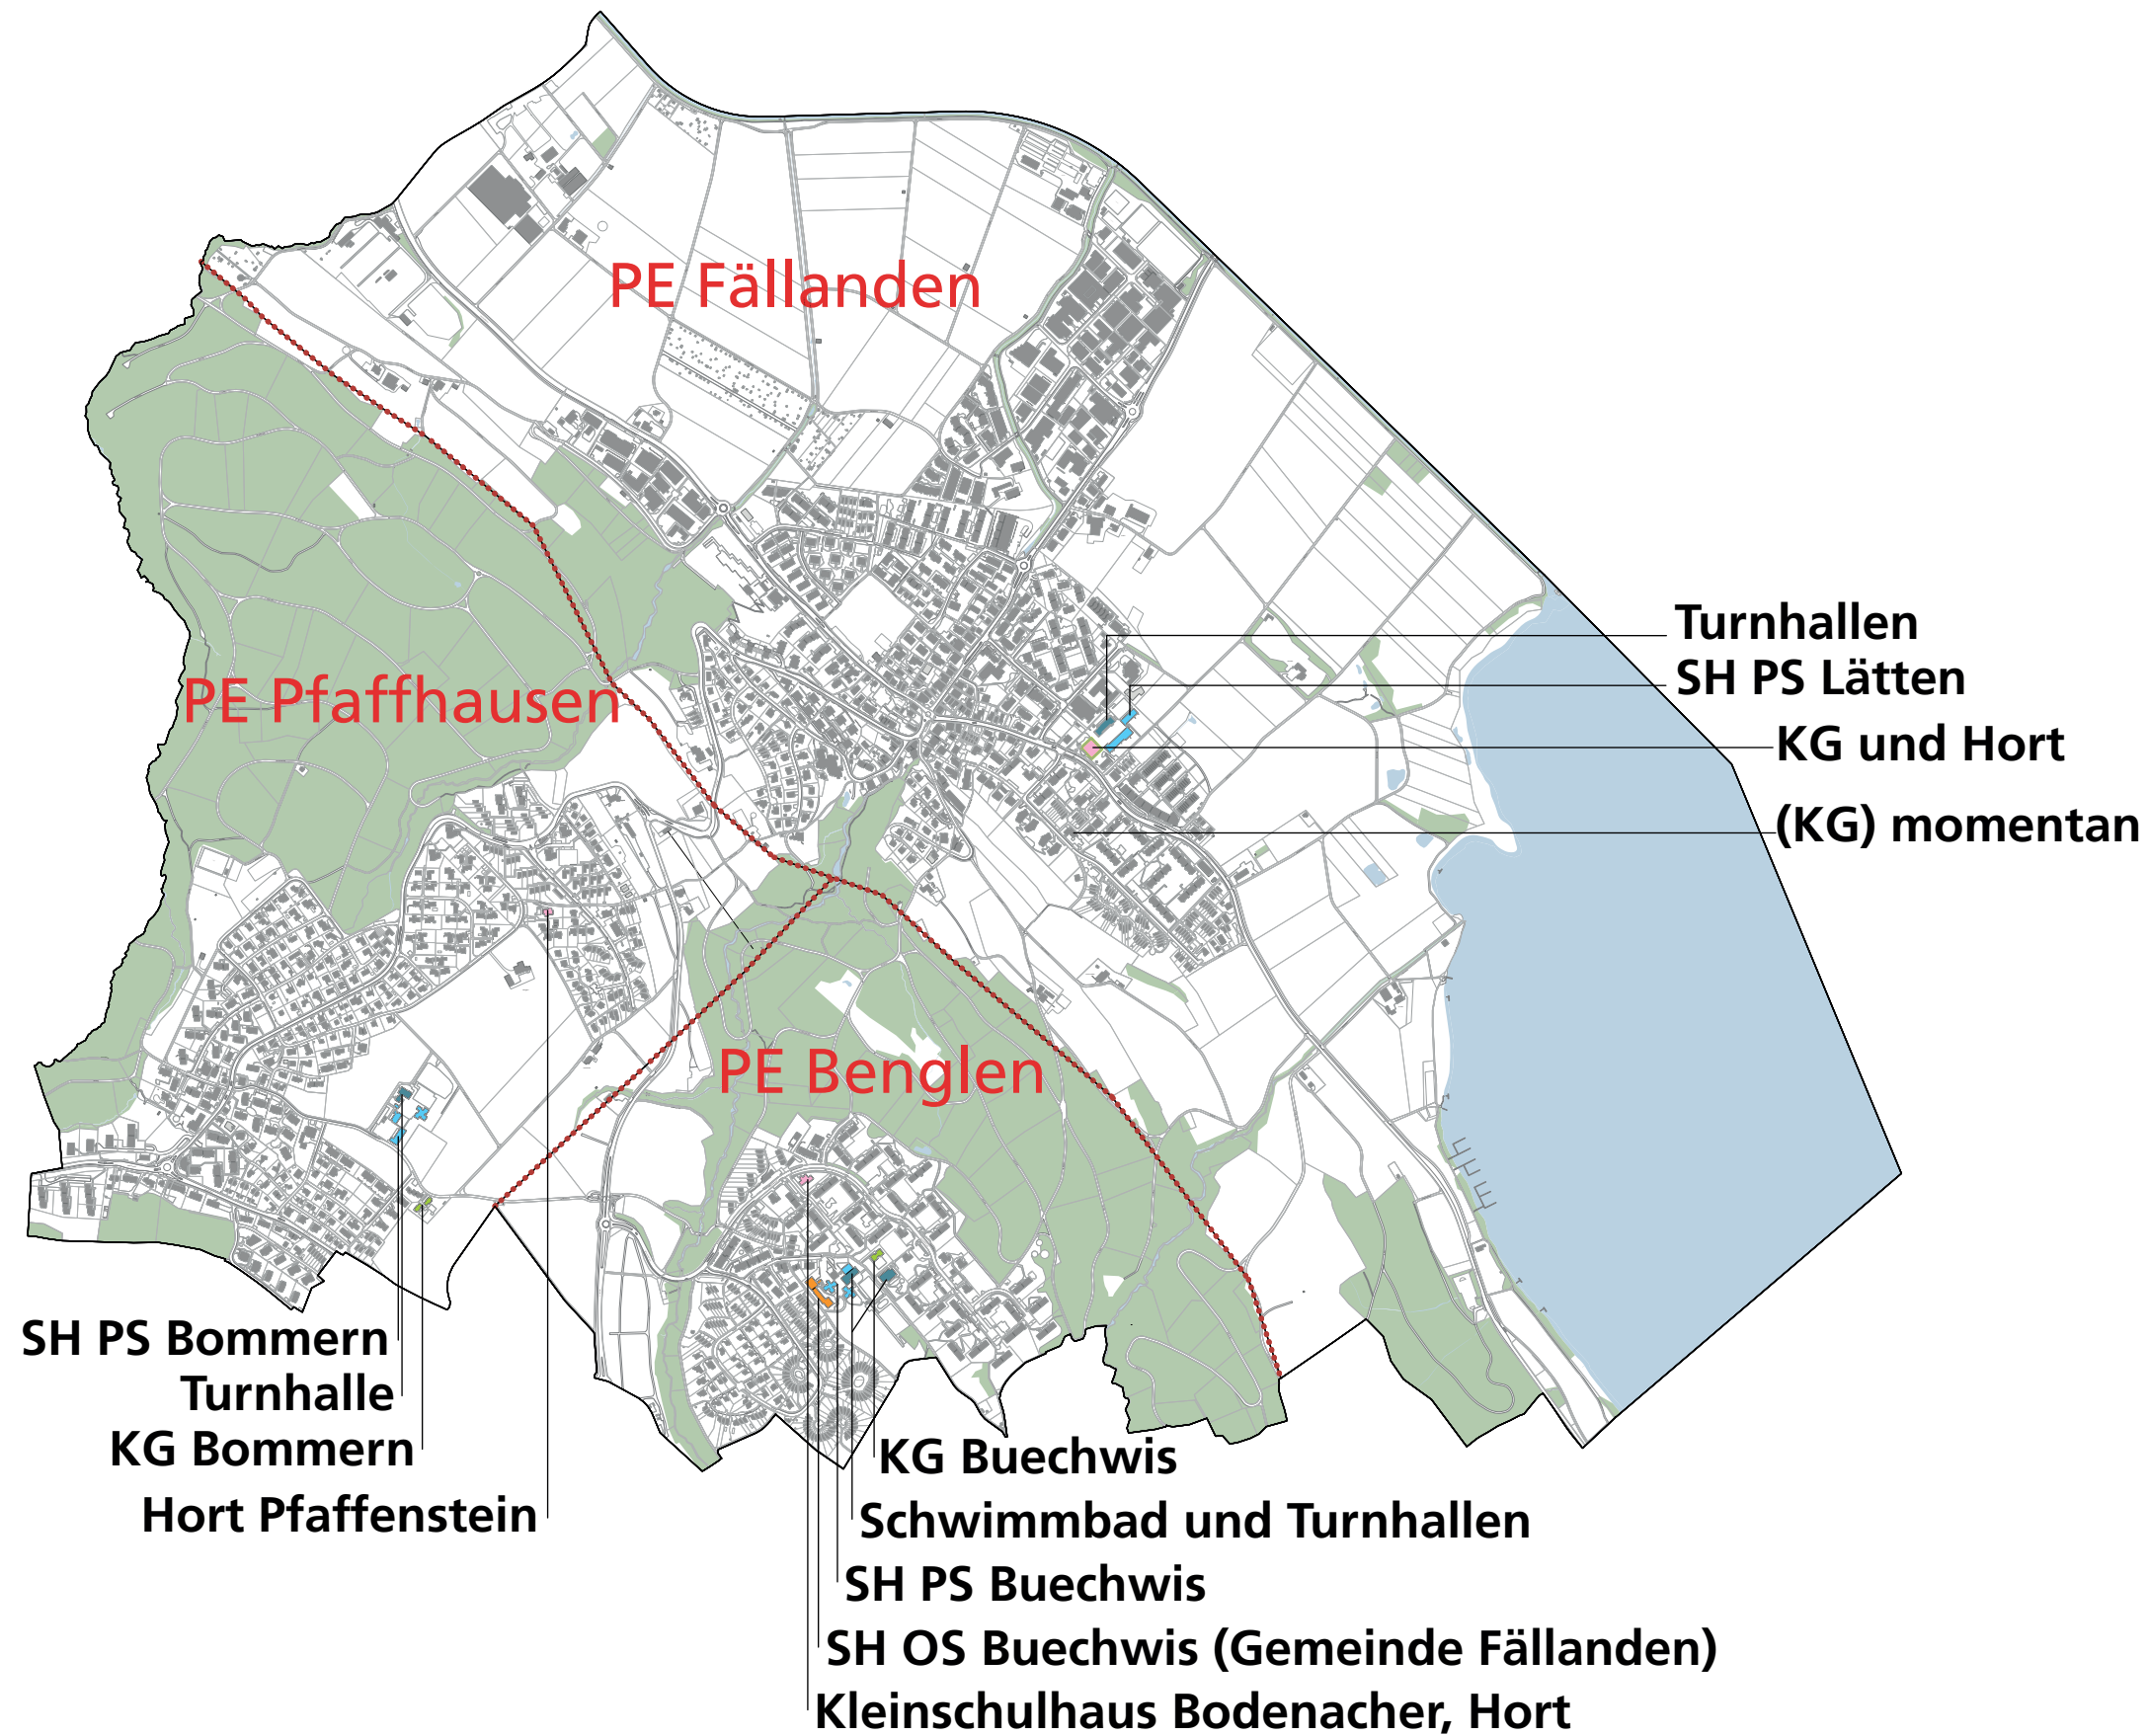 PE Fällanden
Turnhallen
SH PS Lätten
PE Pfaffhausen
KG und Hort
(KG) momentan
PE Benglen
SH PS Bommern
Turnhalle
KG Bommern
Hort Pfaffenstein
KG Buechwis
Schwimmbad und Turnhallen
SH PS Buechwis
SH OS Buechwis (Gemeinde Fällanden)
Kleinschulhaus Bodenacher, Hort